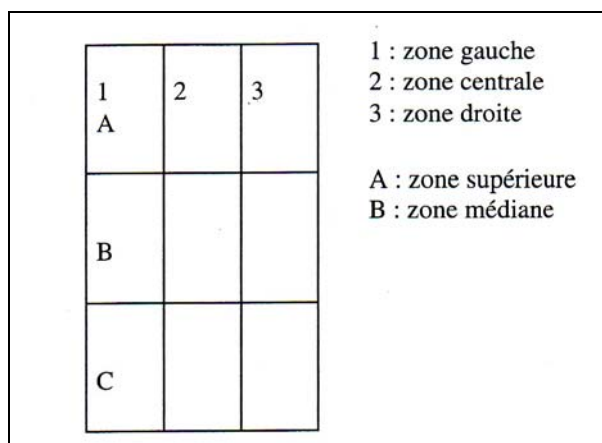 1 2 3
A
B
C
1 : zone gauche
2 : zone centrale
3 : zone droite
A : zone supérieure
B : zone médiane